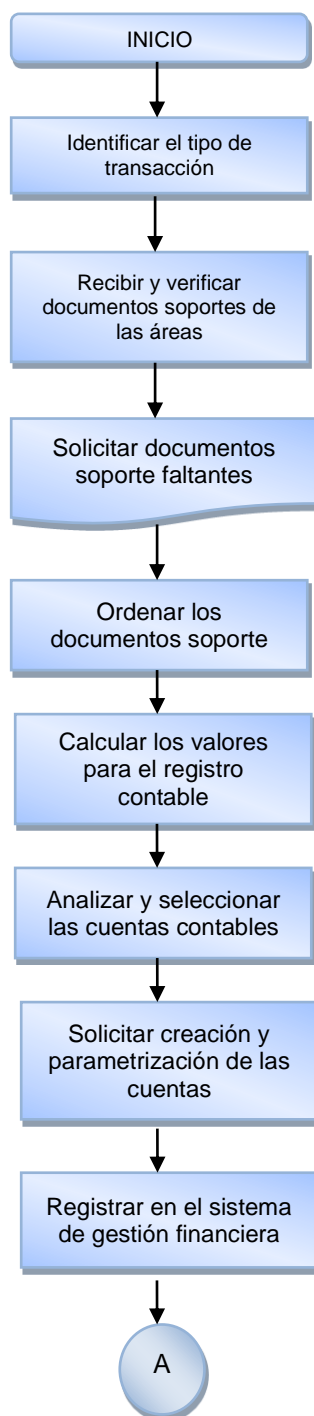 INICIO
Identificar el tipo de
transacción
Recibir y verificar
documentos soportes de
las áreas
Solicitar documentos
soporte faltantes
Ordenar los
documentos soporte
Calcular los valores
para el registro
contable
Analizar y seleccionar
las cuentas contables
Solicitar creación y
parametrización de las
cuentas
Registrar en el sistema
de gestión financiera
A